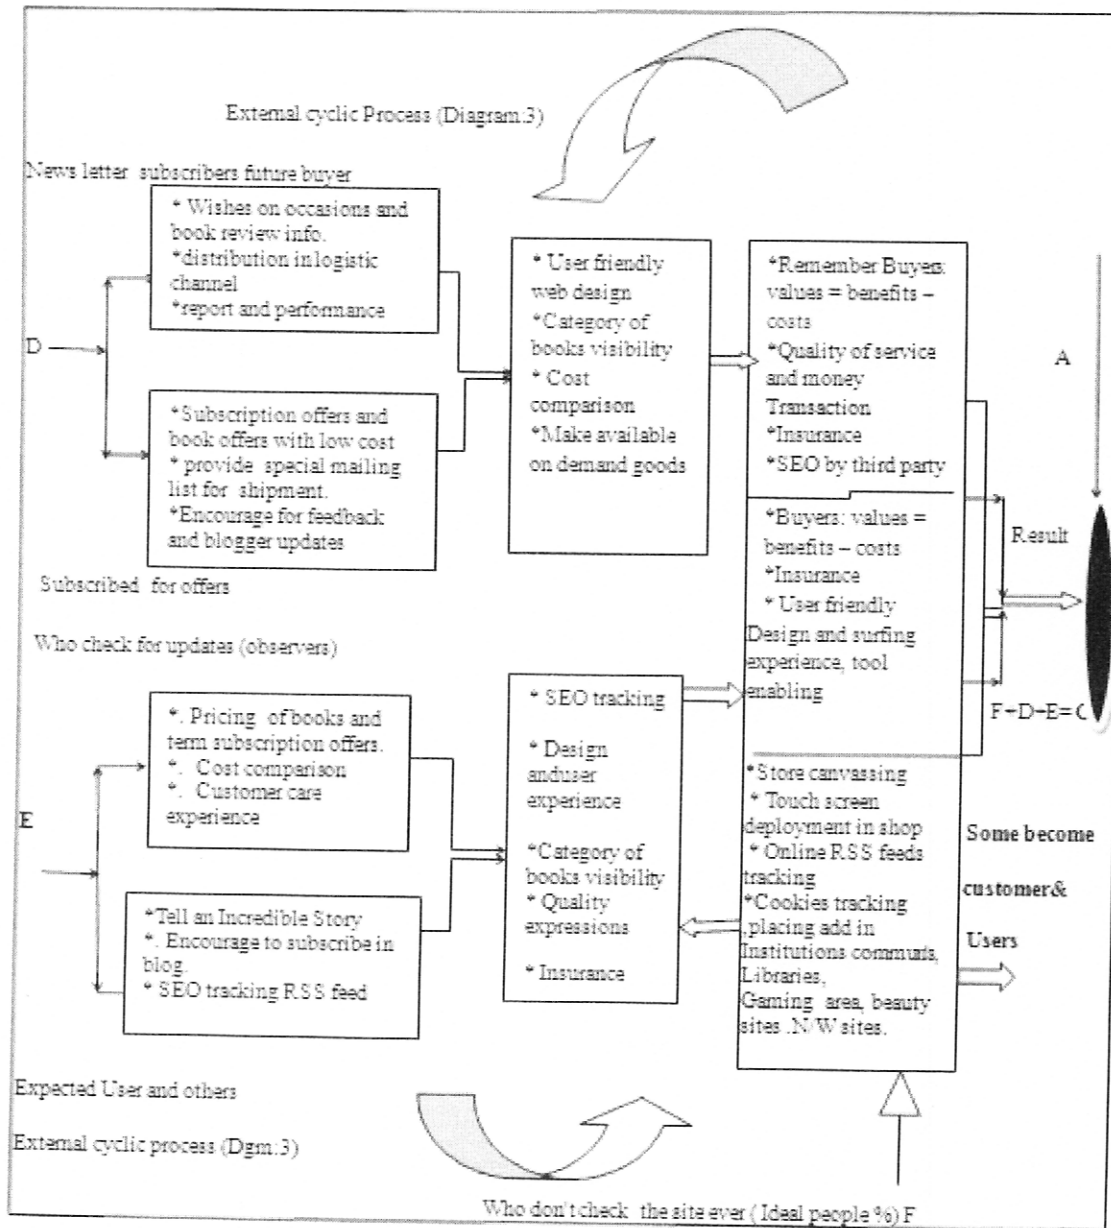 External cyclic Process (Diagram:3)
News letter subscribers future buyer
* Wishes on occasions and
book review info.
*distribution in logistic
channel
*report and performance
D
*Subscription offers and
book offers with low cost
* provide special mailing
list for shipment.
*Encourage for feedback
and blogger updates
Subscribed for offers
* User friendly
web design
*Category of
books visibility
* Cost
comparison
*Make available
on demand goods
*Remember Buyers:
values = benefits –
costs
*Quality of service
and money
Transaction
*Insurance
*SEO by third party
*Buyers: values =
benefits – costs
*Insurance
* User friendly
Design and surfing
experience, tool
enabling
A
Result
F+D+E= C
Who check for updates (observers)
*. Pricing of books and
term subscription offers.
*. Cost comparison
*. Customer care
experience
E
*Tell an Incredible Story
*. Encourage to subscribe in
blog.
* SEO tracking RSS feed
* SEO tracking
* Design
anduser
experience
*Category of
books visibility
* Quality
expressions
* Insurance
*Store canvassing
* Touch screen
deployment in shop
* Online RSS feeds
tracking
*Cookies tracking
,placing add in
Institutions
Libraries,
Gaming area, beauty
sites .N/W sites.
Some become
customer&
Users
Expected User and others
External cyclic process (Dgm:3)
Who don't check the site ever ( Ideal people %) F